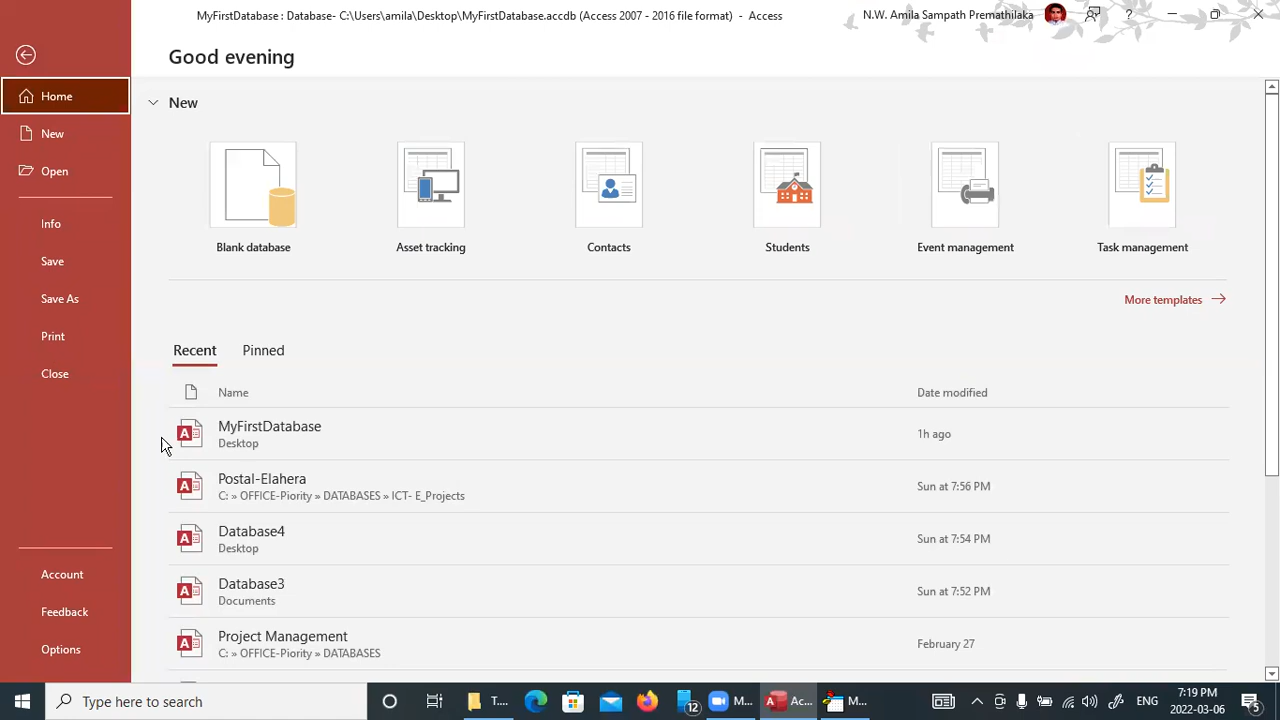 MyFirstDatabase : Database- C:\Users\amila\Desktop\MyFirstDatabase.accdb (Access 2007 - 2016 file format) - Access
N.W. Amila Sampath Premathilaka
?
Good evening
Home
New
Open
Info
Save
Save As
Print
Close
Account
Feedback
Options
New
Blank database
Asset tracking
Contacts
Students
Event management
Task management
More templates
Recent Pinned
Name Date modified
MyFirstDatabase
Desktop
1h ago
Postal-Elahera
C: » OFFICE-Piority » DATABASES » ICT- E_Projects
Sun at 7:56 PM
Database4
Desktop
Sun at 7:54 PM
Database3
Documents
Sun at 7:52 PM
Project Management
C: » OFFICE-Piority » DATABASES
February 27
Type here to search
T...
12
M...
Ac...
M...
ENG
7:19 PM
2022-03-06
5